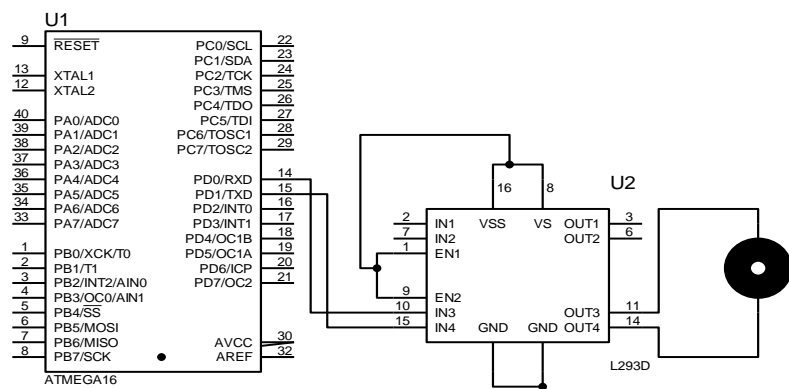 U1
9 RESET PC0/SCL 22
PC1/SDA 23
13 XTAL1 PC2/TCK 24
12 XTAL2 PC3/TMS 25
PC4/TDO 26
40 PA0/ADC0 PC5/TDI 27
39 PA1/ADC1 PC6/TOSC1 28
38 PA2/ADC2 PC7/TOSC2 29
37 PA3/ADC3
36 PA4/ADC4 PD0/RXD 14
35 PA5/ADC5 PD1/TXD 15
34 PA6/ADC6 PD2/INT0 16
33 PA7/ADC7 PD3/INT1 17
PD4/OC1B 18
1 PB0/XCK/T0 PD5/OC1A 19
2 PB1/T1 PD6/ICP 20
3 PB2/INT2/AIN0 PD7/OC2 21
4 PB3/OC0/AIN1
5 PB4/SS
6 PB5/MOSI
7 PB6/MISO AVCC 30
8 PB7/SCK AREF 32
ATMEGA16
U2
16 8
2 IN1 VSS VS OUT1 3
7 IN2 OUT2 6
1 EN1
9 EN2
10 IN3 OUT3 11
15 IN4 GND GND OUT4 14
L293D